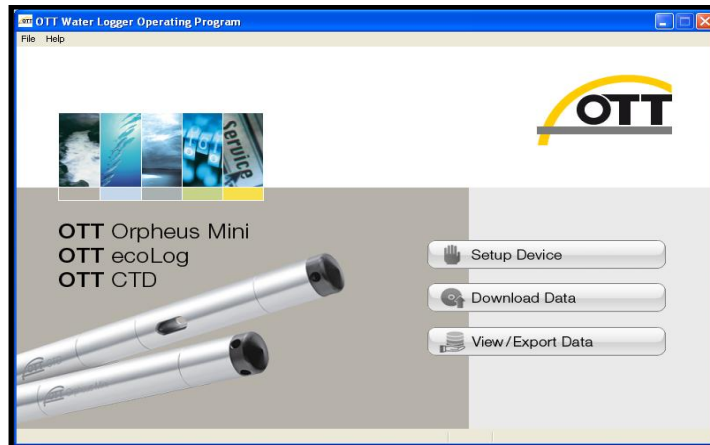 OTT Water Logger Operating Program
File Help
OTT
Service
OTT Orpheus Mini
OTT ecoLog
OTT CTD
Setup Device
Download Data
View/Export Data